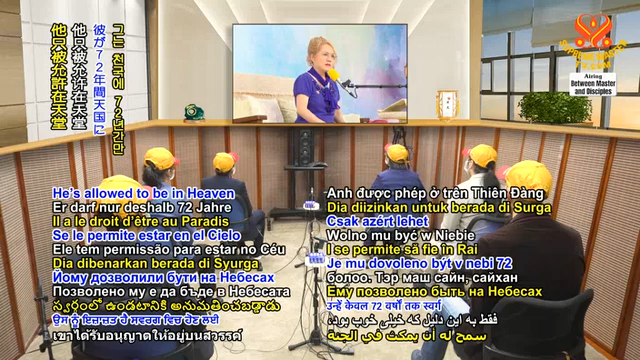 그는 천국에 72년간만
彼が72年間天国に
他只被允许在天堂
他只被允許在天堂
SUPREME MASTER
TV.COM
Airing
Between Master
and Disciples
He's allowed to be in Heaven
Er darf nur deshalb 72 Jahre
Il a le droit d'être au Paradis
Se le permite estar en el Cielo
Ele tem permissão para estar no Céu
Dia dibenarkan berada di Syurga
Йому дозволили бути на Небесах
Позволено му е да бъде в Небесата
స్వర్గంలో ఉండటానికి అనుమతించబడ్డాడు
ਉਸ ਨੂੰ ਇਜਾਜ਼ਤ ਹੈ ਸਵਰਗ ਵਿਚ ਹੋਣ ਲਈ
เขาได้รับอนุญาตให้อยู่บนสวรรค์
Anh được phép ở trên Thiên Đàng
Dia diizinkan untuk berada di Surga
Csak azért lehet
Wolno mu być w Niebie
I se permite să fie în Rai
Je mu dovoleno být v nebi 72
болоо. Тэр маш сайн, сайхан
Ему позволено быть на Небесах
उन्हें केवल 72 वर्षों तक स्वर्ग
فقط به این دلیل که خیلی خوب بود؛
سمح له أن يمكث في الجنة